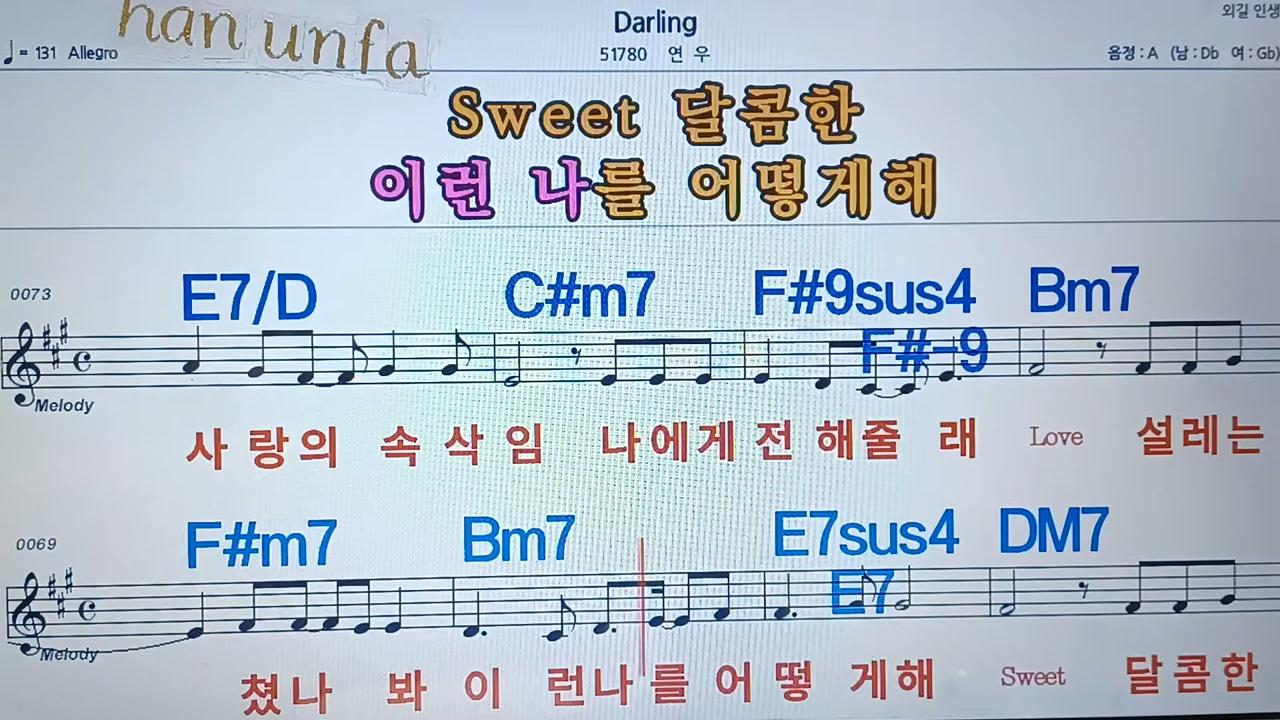 han unfa
Darling
외길 인생
♩= 131 Allegro
51780 연 우
음정 : A (남 : Db 여 : Gb)
Sweet 달콤한
이런 나를 어떻게해
0073
E7/D C#m7 F#9sus4 Bm7
F#-9
Melody
사 랑의 속 삭 임 나에게 전 해줄 래 Love 설레는
0069
F#m7 Bm7 E7sus4 DM7
E7
Melody
쳤나 봐 이 런나 를 어 떻 게해 Sweet 달콤한